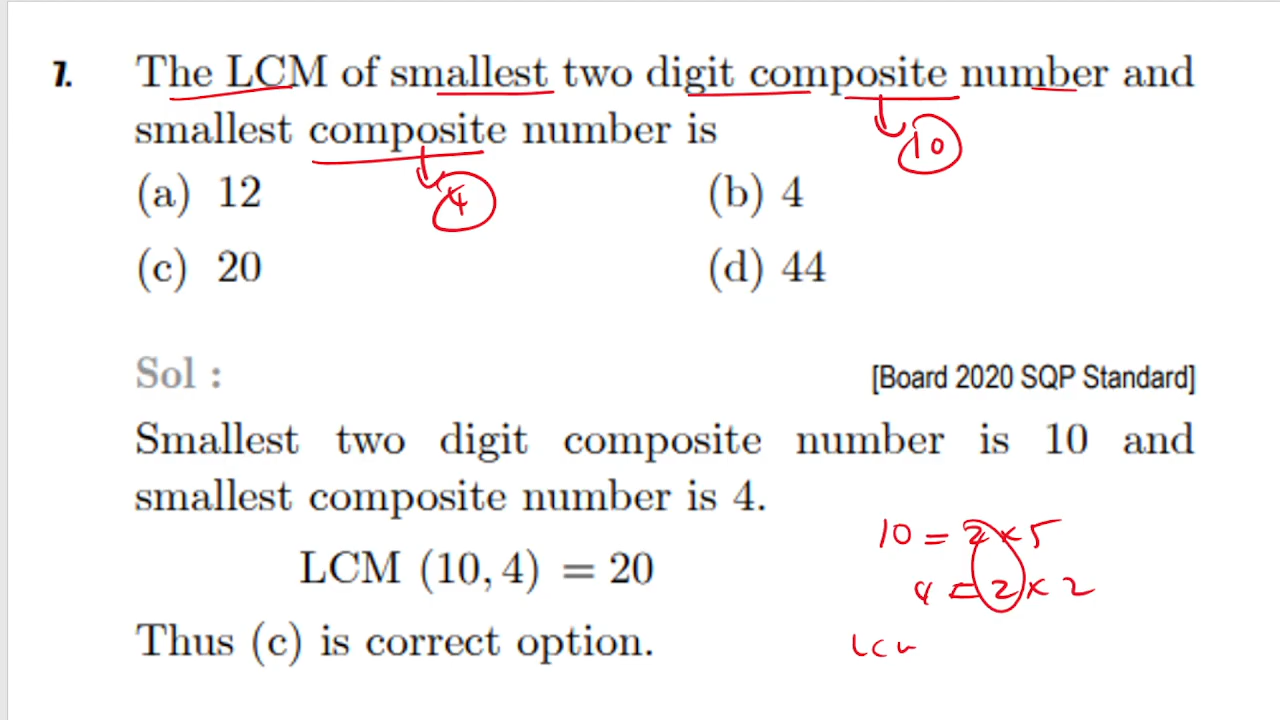 7. The LCM of smallest two digit composite number and
smallest composite number is
10
4
(a) 12 (b) 4
(c) 20 (d) 44
Sol :
[Board 2020 SQP Standard]
Smallest two digit composite number is 10 and
smallest composite number is 4.
10 = 2 × 5
LCM (10, 4) = 20
4 = 2 × 2
Thus (c) is correct option.
LCM